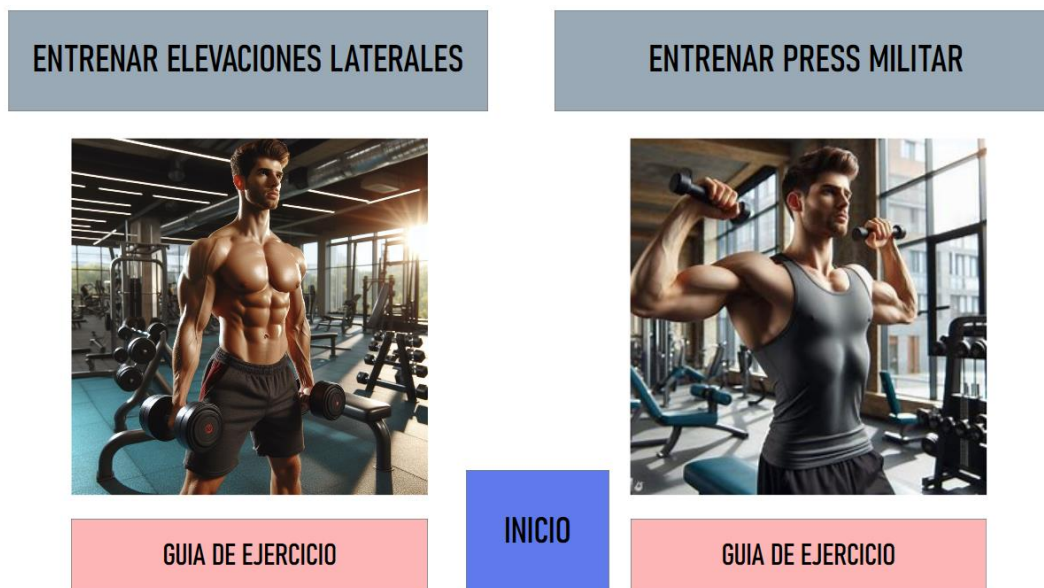 ENTRENAR ELEVACIONES LATERALES
ENTRENAR PRESS MILITAR
INICIO
GUIA DE EJERCICIO
GUIA DE EJERCICIO